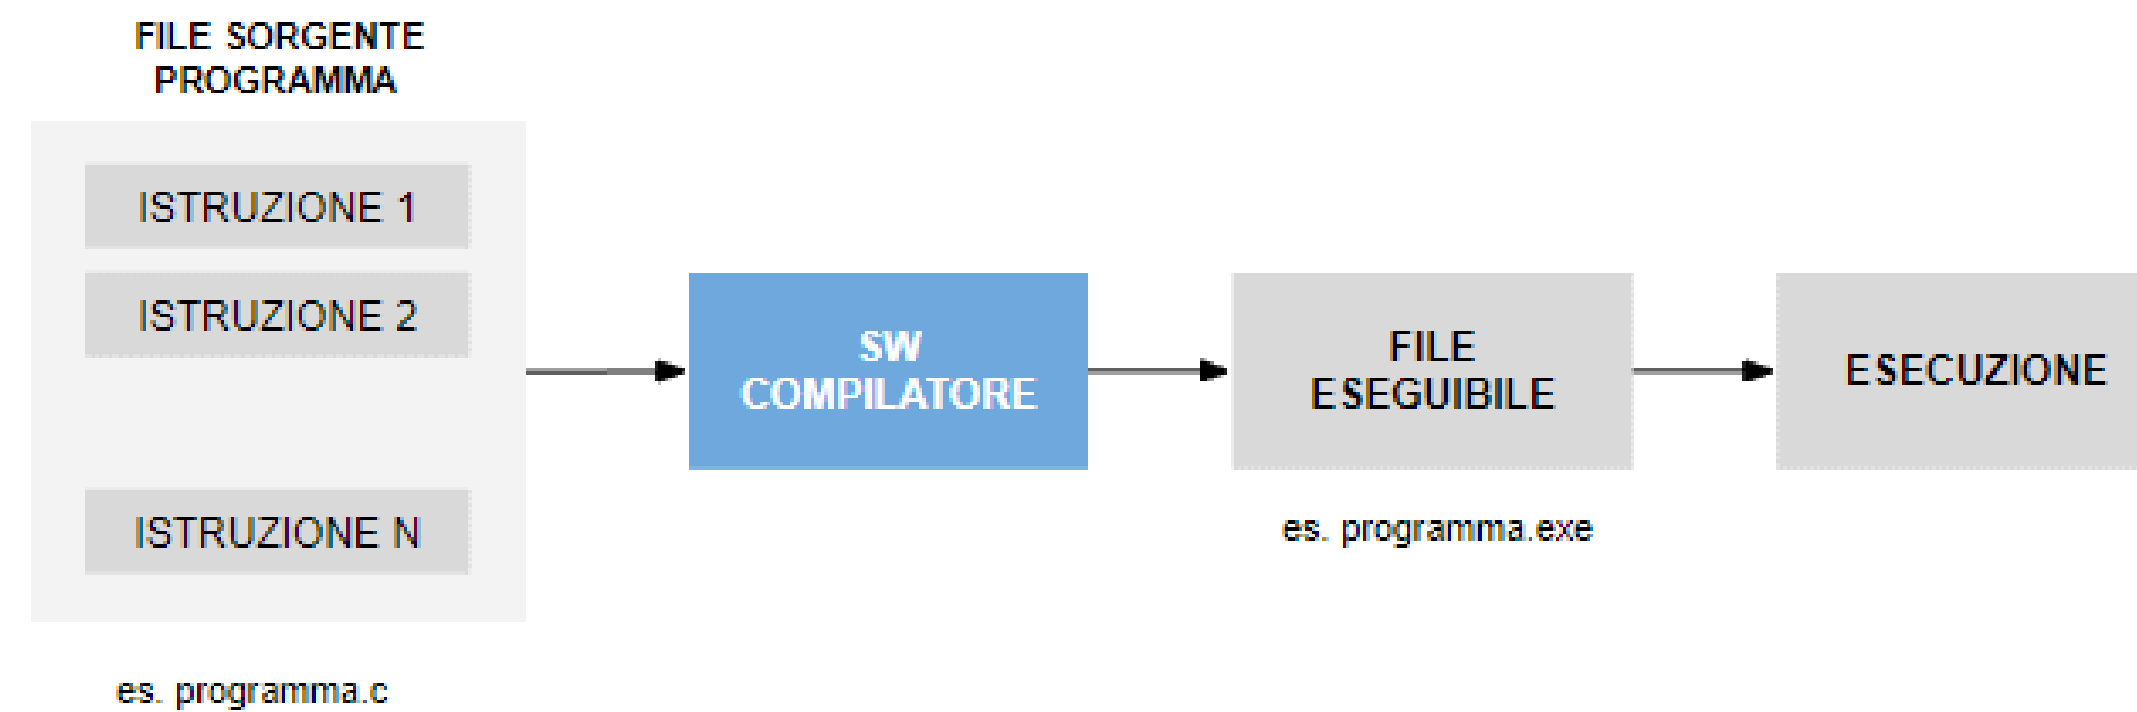 FILE SORGENTE
PROGRAMMA
ISTRUZIONE 1
ISTRUZIONE 2
ISTRUZIONE N
es. programma.c
SW
COMPILATORE
FILE
ESEGUIBILE
es. programma.exe
ESECUZIONE